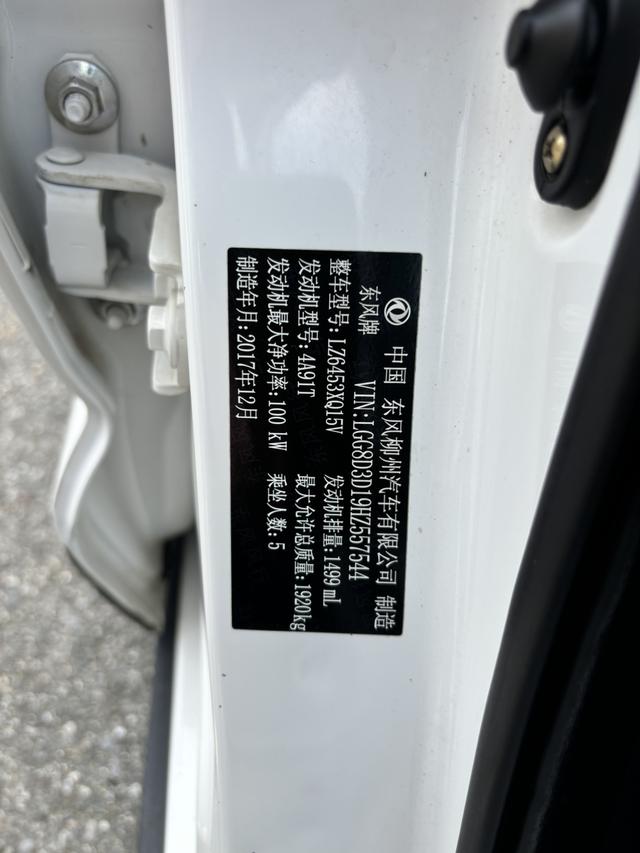 中国 东风柳州汽车有限公司 制造
东风牌 VIN:LGG8D3D19HZ557544
整车型号:LZ6453XQ15V 发动机排量:1499 mL
发动机型号:4A91T 最大允许总质量:1920kg
发动机最大净功率:100 kW 乘坐人数:5
制造年月:2017年12月